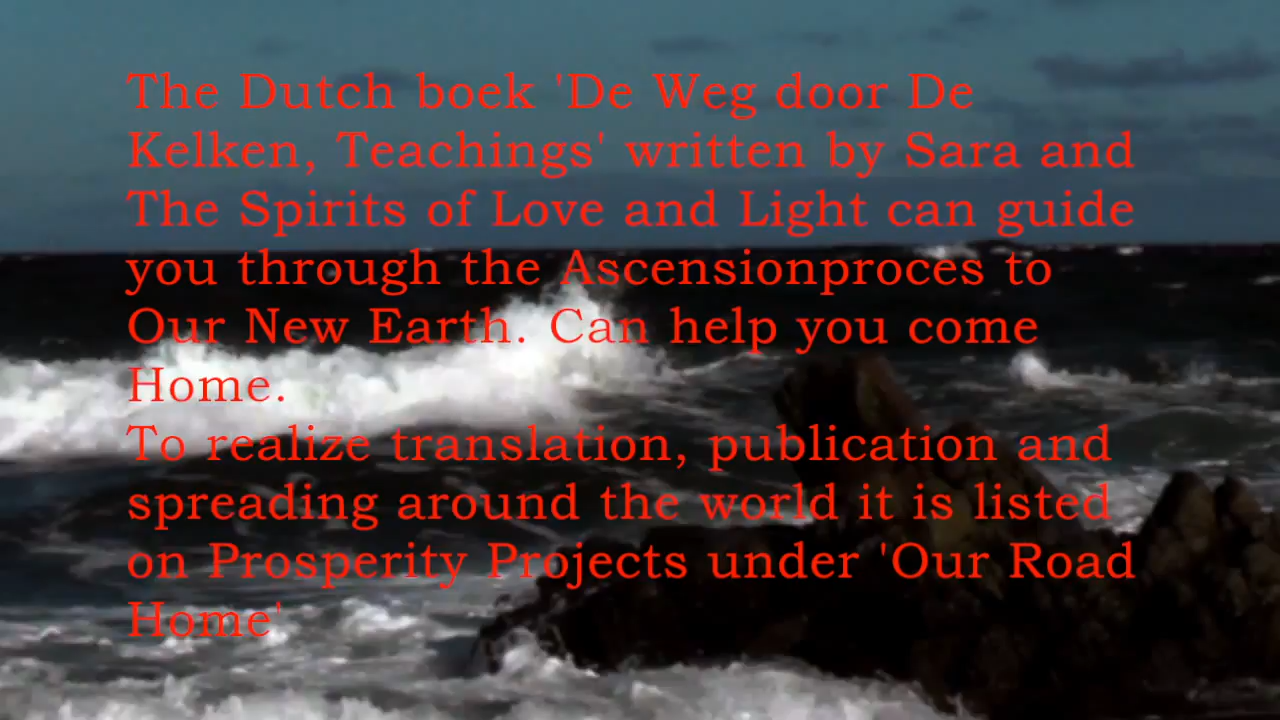 The Dutch boek 'De Weg door De
Kelken, Teachings' written by Sara and
The Spirits of Love and Light can guide
you through the Ascensionproces to
Our New Earth. Can help you come
Home.
To realize translation, publication and
spreading around the world it is listed
on Prosperity Projects under 'Our Road
Home'